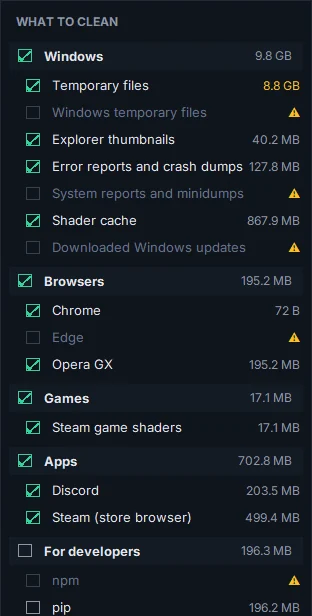 WHAT TO CLEAN
Windows 9.8 GB
Temporary files 8.8 GB
Windows temporary files
Explorer thumbnails 40.2 MB
Error reports and crash dumps 127.8 MB
System reports and minidumps
Shader cache 867.9 MB
Downloaded Windows updates
Browsers 195.2 MB
Chrome 72 B
Edge
Opera GX 195.2 MB
Games 17.1 MB
Steam game shaders 17.1 MB
Apps 702.8 MB
Discord 203.5 MB
Steam (store browser) 499.4 MB
For developers 196.3 MB
npm
pip 196.2 MB